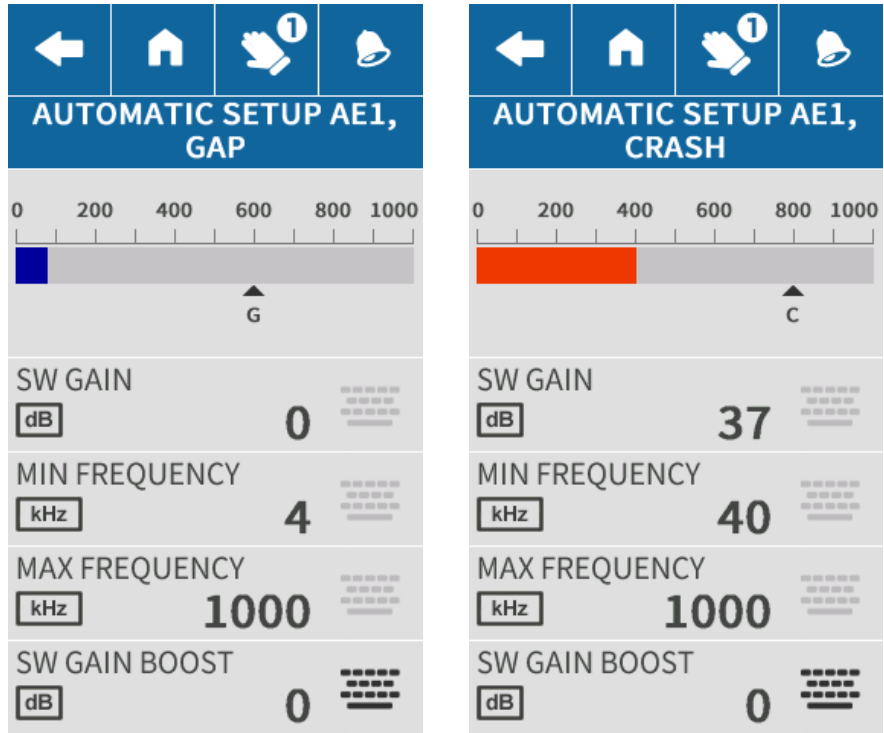 1
AUTOMATIC SETUP AE1,
GAP
0 200 400 600 800 1000
G
SW GAIN
dB 0
MIN FREQUENCY
kHz 4
MAX FREQUENCY
kHz 1000
SW GAIN BOOST
dB 0
1
AUTOMATIC SETUP AE1,
CRASH
0 200 400 600 800 1000
C
SW GAIN
dB 37
MIN FREQUENCY
kHz 40
MAX FREQUENCY
kHz 1000
SW GAIN BOOST
dB 0